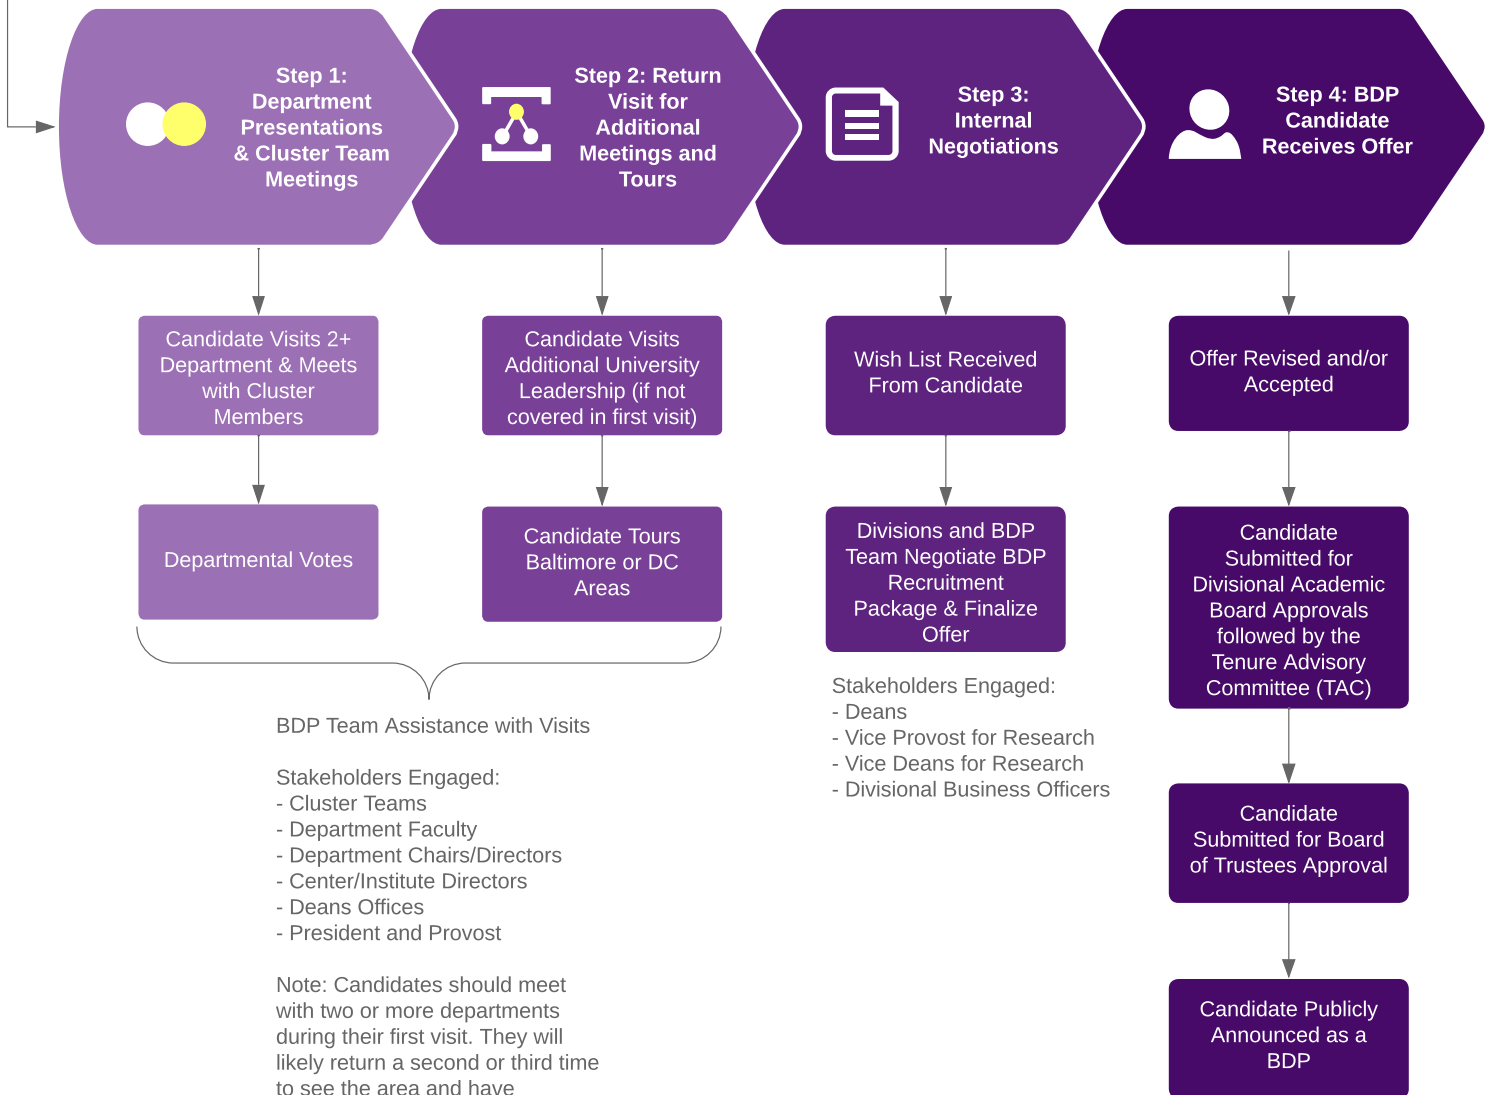 Step 1:
Department
Presentations
& Cluster Team
Meetings
Step 2: Return
Visit for
Additional
Meetings and
Tours
Step 3:
Internal
Negotiations
Step 4: BDP
Candidate
Receives Offer
Candidate Visits 2+
Department & Meets
with Cluster
Members
Candidate Visits
Additional University
Leadership (if not
covered in first visit)
Wish List Received
From Candidate
Offer Revised and/or
Accepted
Departmental Votes
Candidate Tours
Baltimore or DC
Areas
Divisions and BDP
Team Negotiate BDP
Recruitment
Package & Finalize
Offer
Candidate
Submitted for
Divisional Academic
Board Approvals
followed by the
Tenure Advisory
Committee (TAC)
BDP Team Assistance with Visits
Stakeholders Engaged:
- Cluster Teams
- Department Faculty
- Department Chairs/Directors
- Center/Institute Directors
- Deans Offices
- President and Provost
Note: Candidates should meet
with two or more departments
during their first visit. They will
likely return a second or third time
to see the area and have
Stakeholders Engaged:
- Deans
- Vice Provost for Research
- Vice Deans for Research
- Divisional Business Officers
Candidate
Submitted for Board
of Trustees Approval
Candidate Publicly
Announced as a
BDP